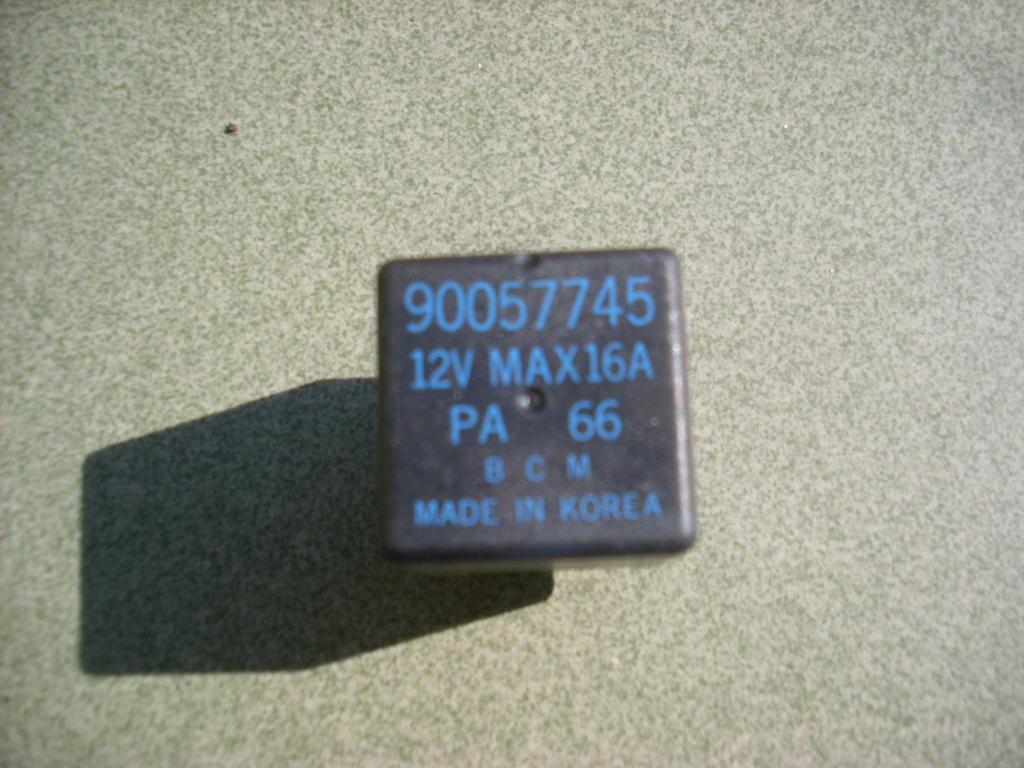 90057745
12V MAX16A
PA 66
B C M
MADE IN KOREA